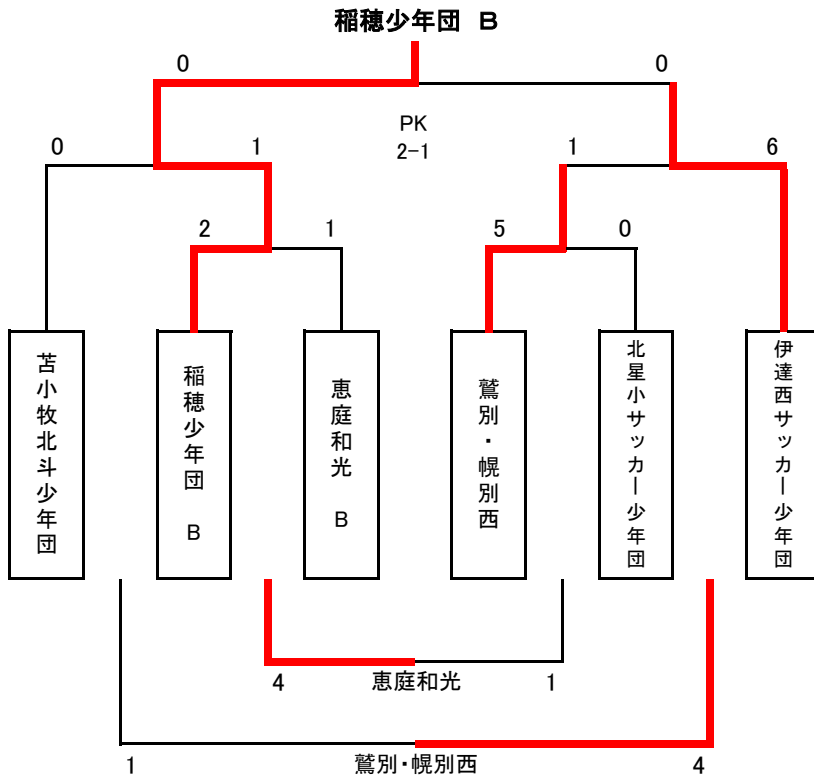 稲穂少年団 B
0 0
PK
0 1 2-1 1 6
2 1 5 0
苫小牧北斗少年団
稲穂少年団 B
恵庭和光 B
鷲別・幌別西
北星小サッカー少年団
伊達西サッカー少年団
4 恵庭和光 1
1 鷲別・幌別西 4